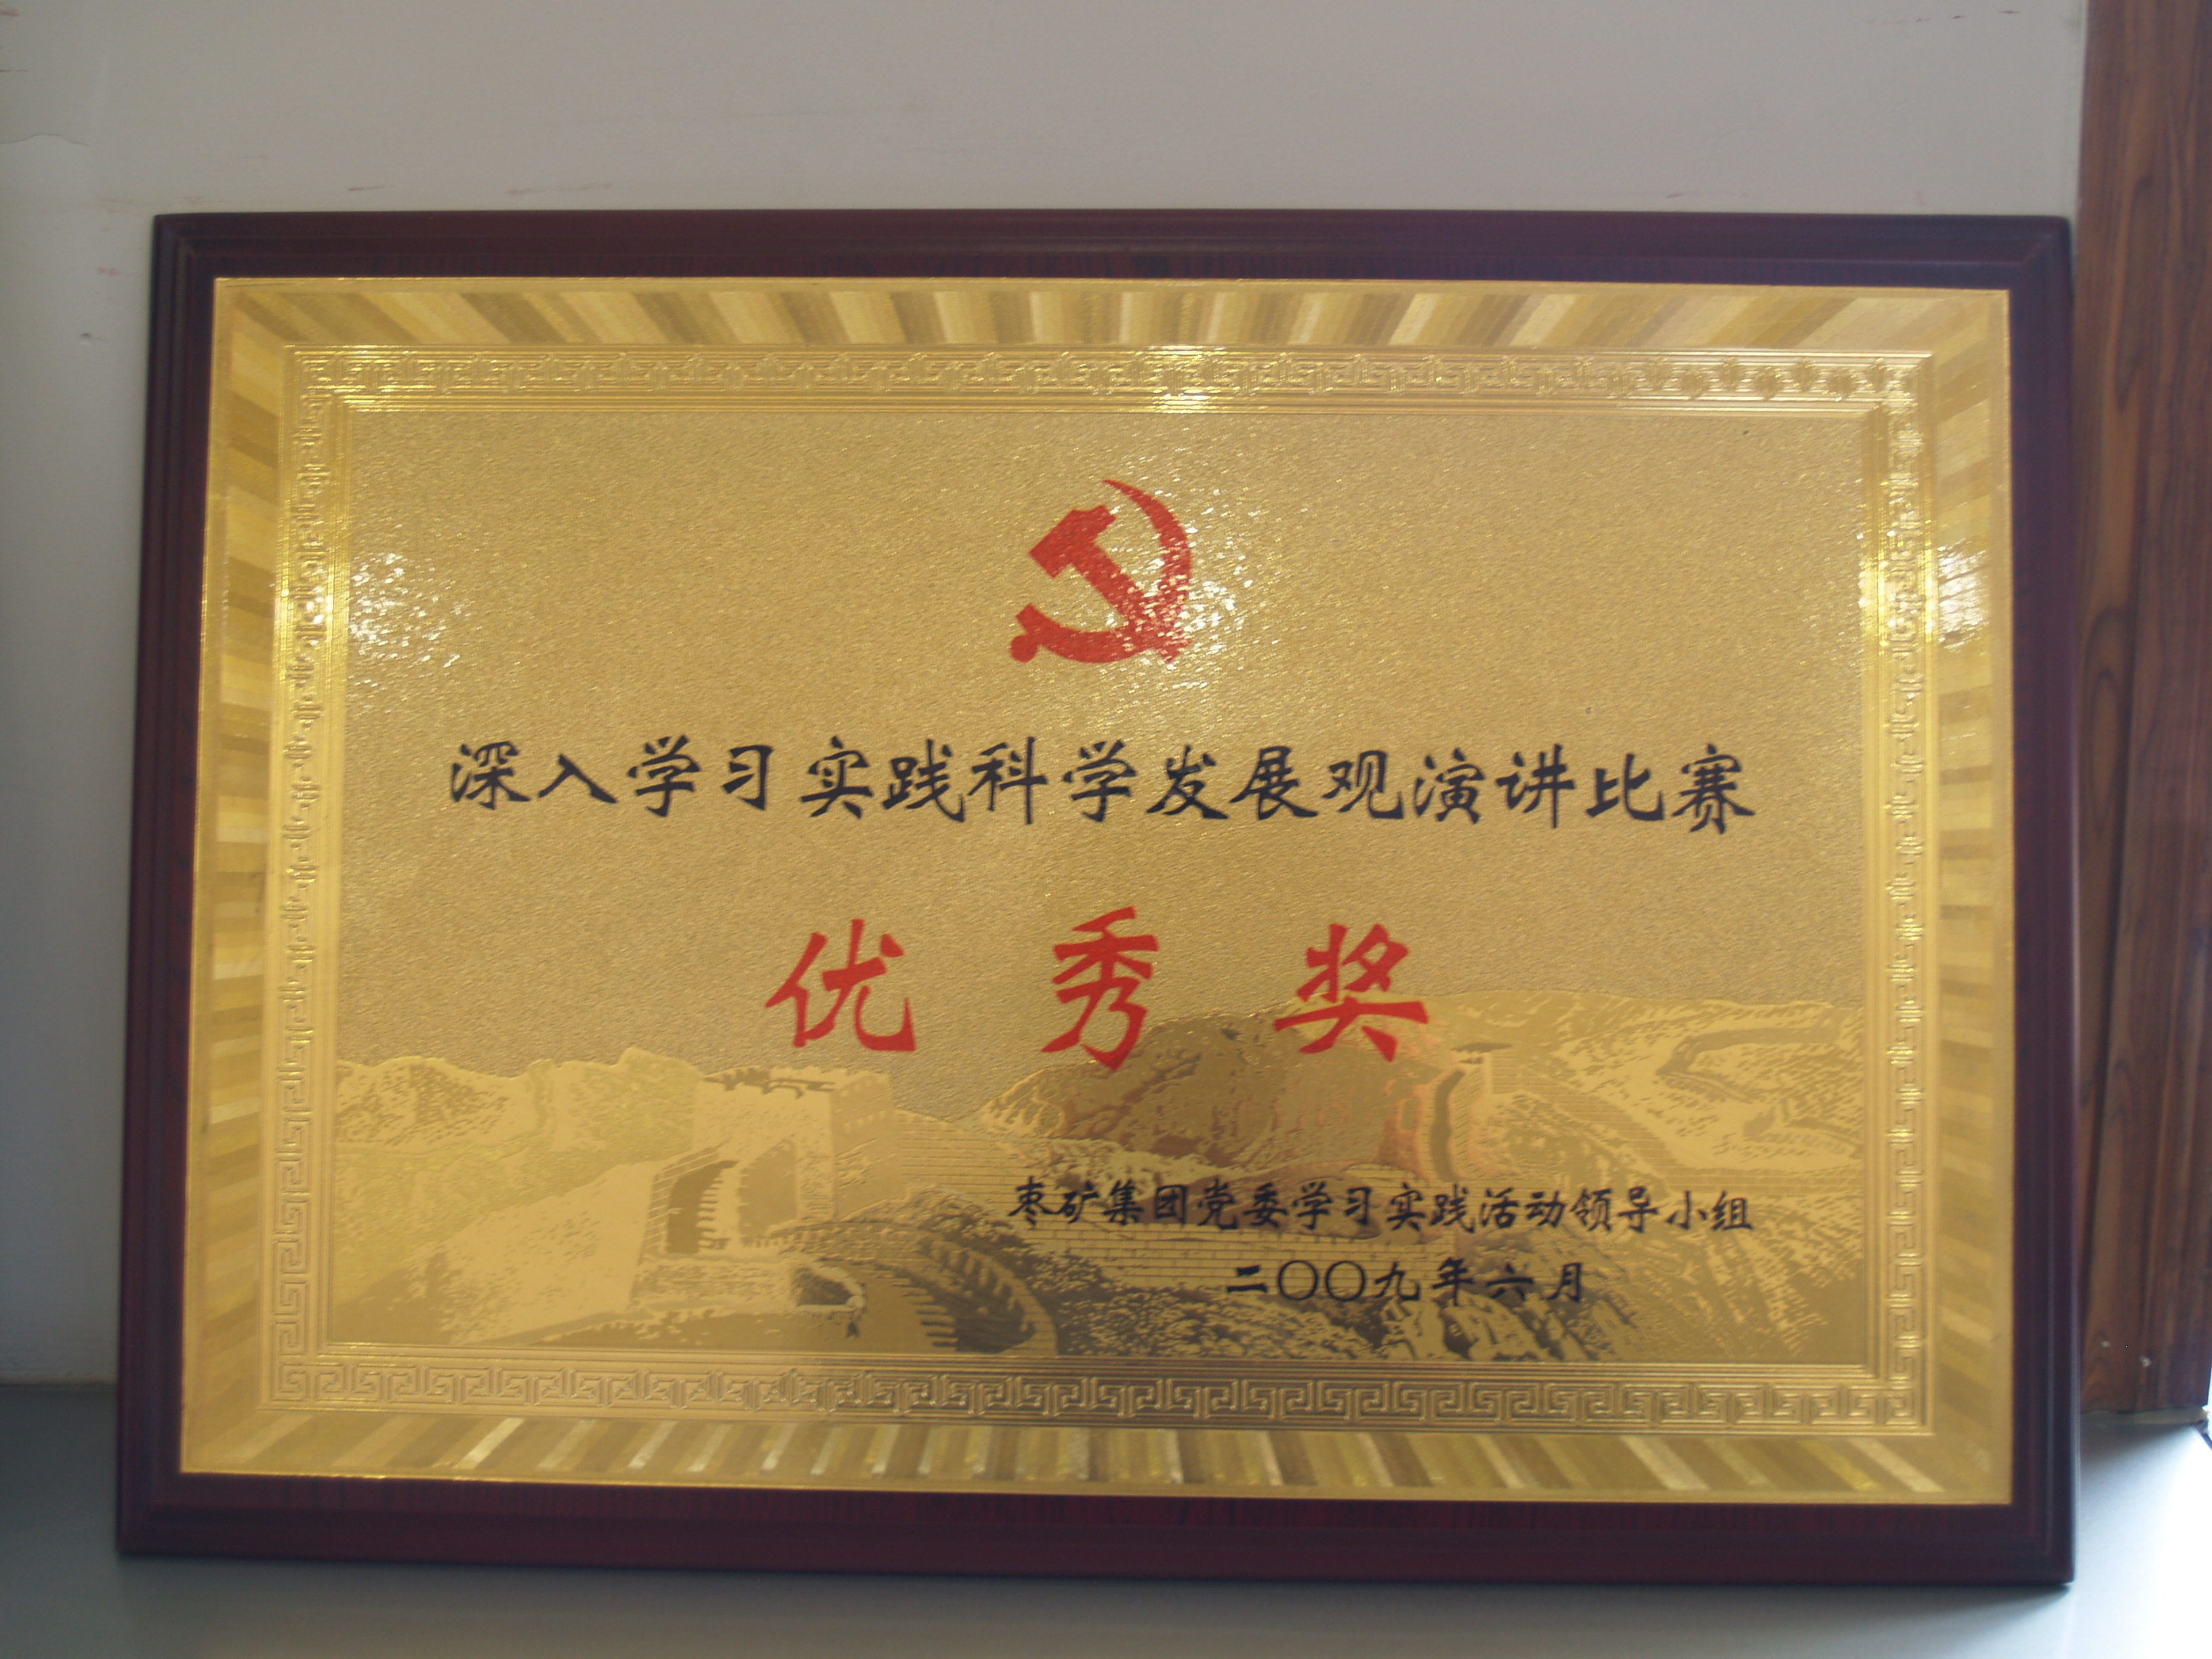 深入学习实践科学发展观演讲比赛
优秀奖
枣矿集团党委学习实践活动领导小组
二〇〇九年六月